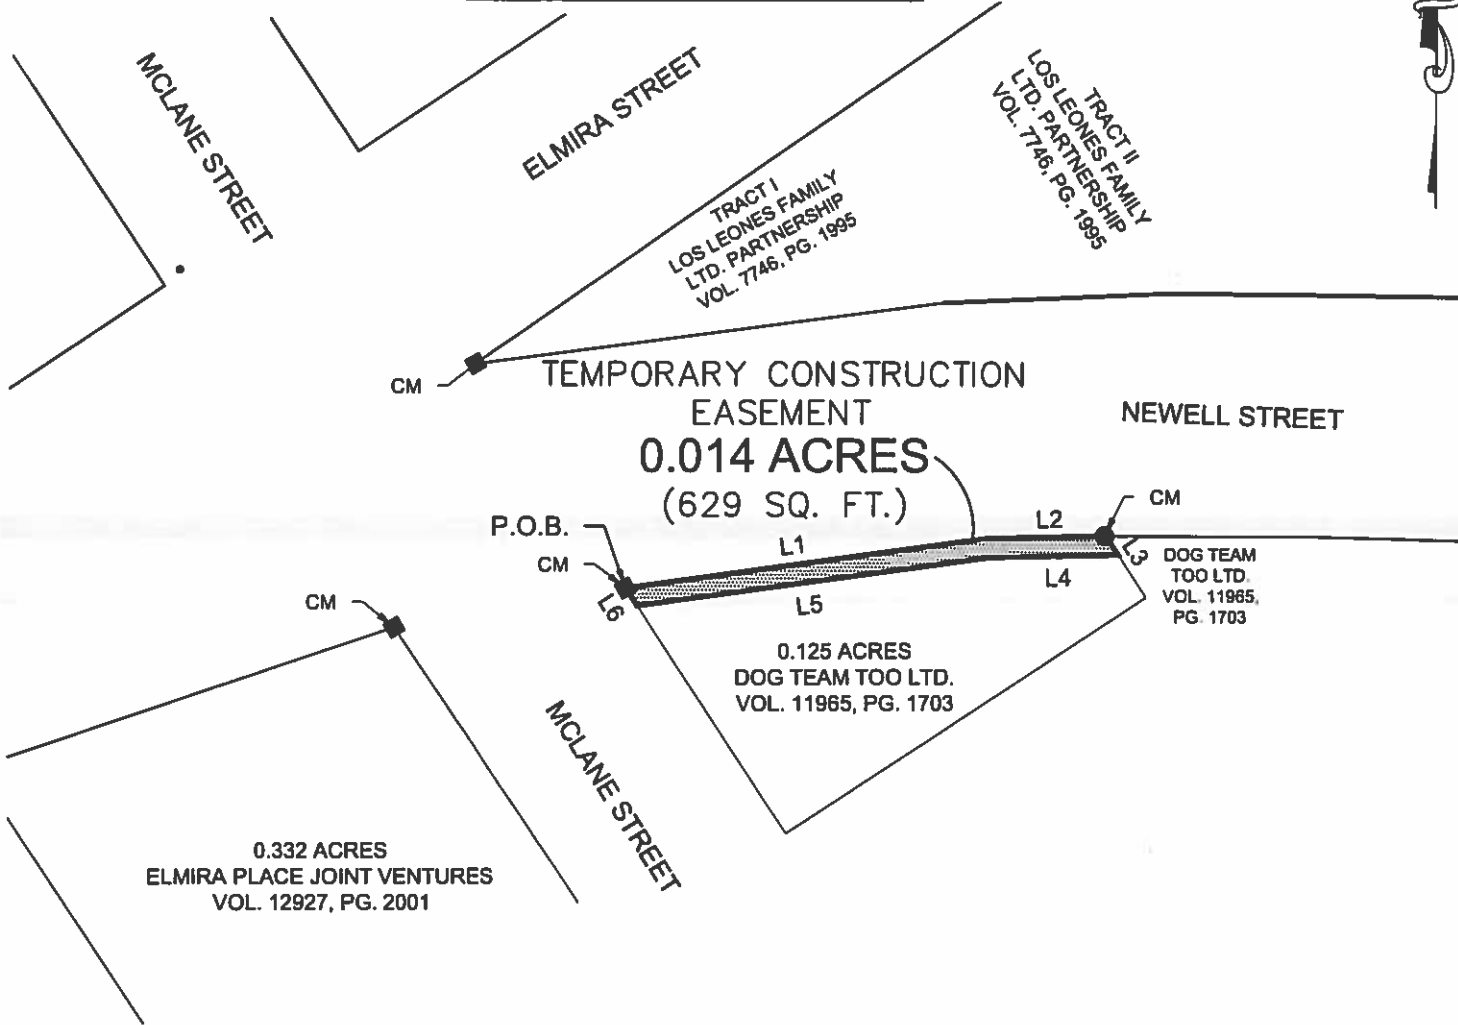 MCLANE STREET
ELMIRA STREET
TRACT I
LOS LEONES FAMILY
LTD. PARTNERSHIP
VOL. 7746, PG. 1995
TRACT II
LOS LEONES FAMILY
LTD. PARTNERSHIP
VOL. 7746, PG. 1995
CM
TEMPORARY CONSTRUCTION
EASEMENT
0.014 ACRES
(629 SQ. FT.)
NEWELL STREET
P.O.B.
CM
CM
L1
L2
L3
L4
L5
L6
DOG TEAM
TOO LTD.
VOL. 11965,
PG. 1703
CM
0.125 ACRES
DOG TEAM TOO LTD.
VOL. 11965, PG. 1703
MCLANE STREET
0.332 ACRES
ELMIRA PLACE JOINT VENTURES
VOL. 12927, PG. 2001